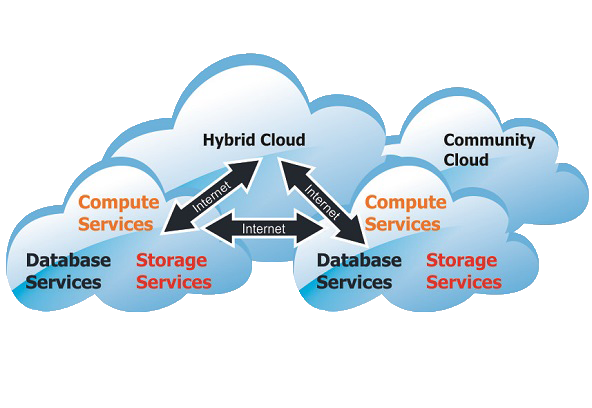 Hybrid Cloud
Community
Cloud
Internet
Internet
Internet
Compute
Services
Database
Services
Storage
Services
Compute
Services
Database
Services
Storage
Services